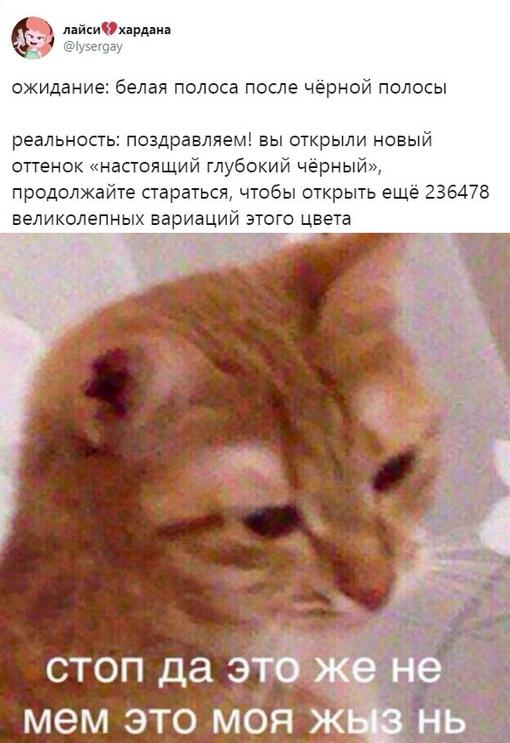 лайси💔хардана
@lysergay
ожидание: белая полоса после чёрной полосы
реальность: поздравляем! вы открыли новый
оттенок «настоящий глубокий чёрный»,
продолжайте стараться, чтобы открыть ещё 236478
великолепных вариаций этого цвета
стоп да это же не
мем это моя жыз нь